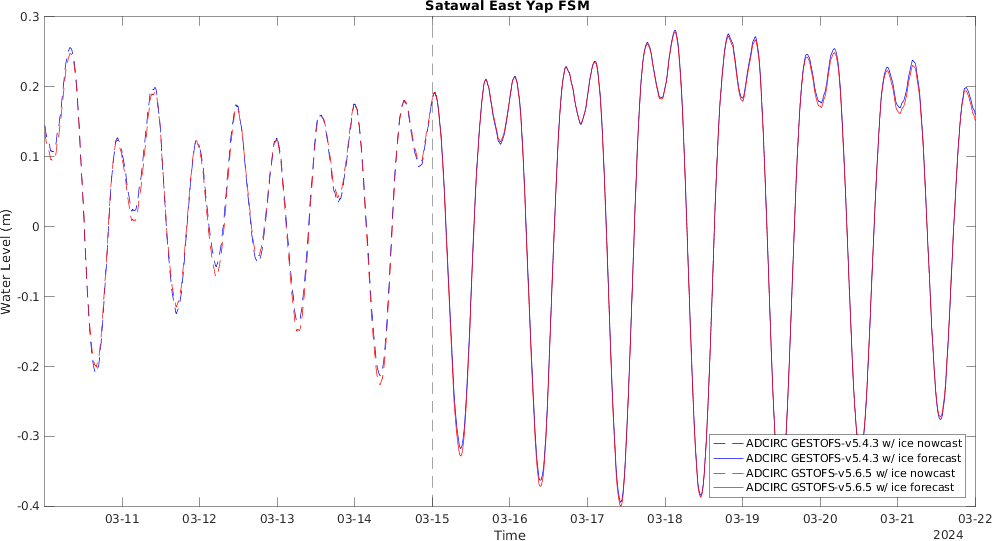 Satawal East Yap FSM
0.3
0.2
0.1
0
-0.1
-0.2
-0.3
-0.4
Water Level (m)
ADCIRC GESTOFS-v5.4.3 w/ ice nowcast
ADCIRC GESTOFS-v5.4.3 w/ ice forecast
ADCIRC GSTOFS-v5.6.5 w/ ice nowcast
ADCIRC GSTOFS-v5.6.5 w/ ice forecast
03-11 03-12 03-13 03-14 03-15 03-16 03-17 03-18 03-19 03-20 03-21 03-22
Time
2024